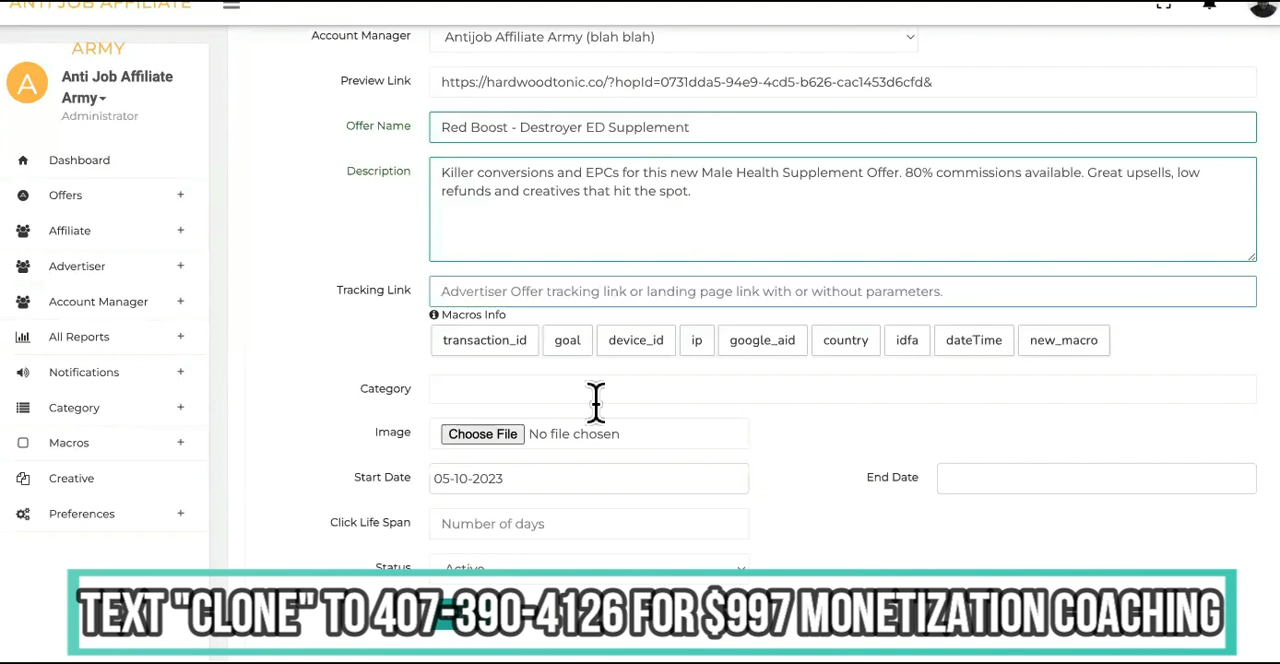 ANTI JOB AFFILIATE
ARMY
A
Anti Job Affiliate
Army
Administrator
Dashboard
Offers +
Affiliate +
Advertiser +
Account Manager +
All Reports +
Notifications +
Category +
Macros +
Creative
Preferences +
Account Manager Antijob Affiliate Army (blah blah)
Preview Link https://hardwoodtonic.co/?hopId=0731dda5-94e9-4cd5-b626-cac1453d6cfd&
Offer Name Red Boost - Destroyer ED Supplement
Description Killer conversions and EPCs for this new Male Health Supplement Offer. 80% commissions available. Great upsells, low
refunds and creatives that hit the spot.
Tracking Link Advertiser Offer tracking link or landing page link with or without parameters.
Macros Info
transaction_id goal device_id ip google_aid country idfa dateTime new_macro
Category
Image Choose File No file chosen
Start Date 05-10-2023 End Date
Click Life Span Number of days
Status Active
TEXT "CLONE" TO 407-390-4126 FOR $997 MONETIZATION COACHING